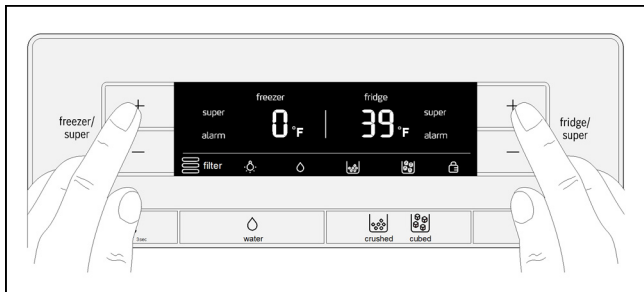 freezer fridge
super super
0°F 39°F
alarm alarm
filter
freezer/
super
+
−
+
−
fridge/
super
3sec
water
crushed cubed